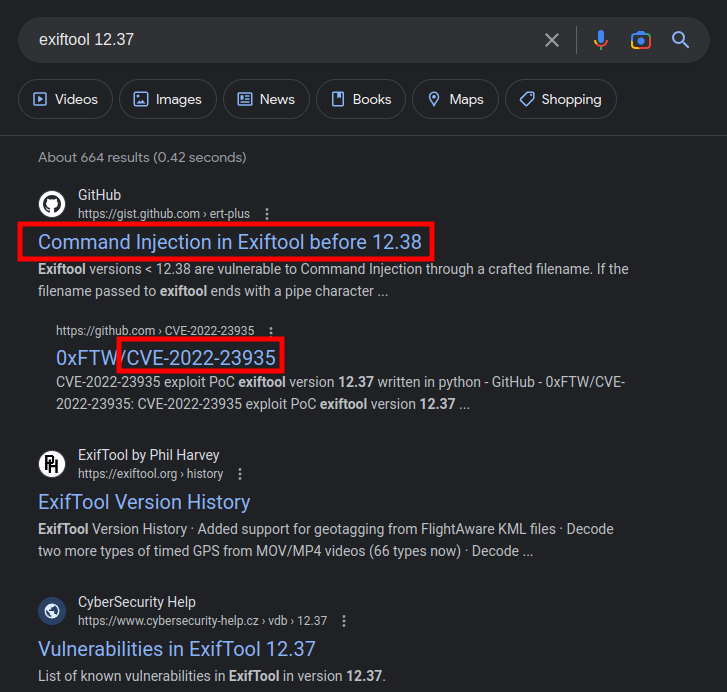 exiftool 12.37
Videos Images News Books Maps Shopping
About 664 results (0.42 seconds)
GitHub
https://gist.github.com › ert-plus
Command Injection in Exiftool before 12.38
Exiftool versions < 12.38 are vulnerable to Command Injection through a crafted filename. If the
filename passed to exiftool ends with a pipe character ...
https://github.com › CVE-2022-23935
0xFTW/CVE-2022-23935
CVE-2022-23935 exploit PoC exiftool version 12.37 written in python - GitHub - 0xFTW/CVE-
2022-23935: CVE-2022-23935 exploit PoC exiftool version 12.37 ...
PH
ExifTool by Phil Harvey
https://exiftool.org › history
ExifTool Version History
ExifTool Version History · Added support for geotagging from FlightAware KML files · Decode
two more types of timed GPS from MOV/MP4 videos (66 types now) · Decode ...
CyberSecurity Help
https://www.cybersecurity-help.cz › vdb › 12.37
Vulnerabilities in ExifTool 12.37
List of known vulnerabilities in ExifTool in version 12.37.